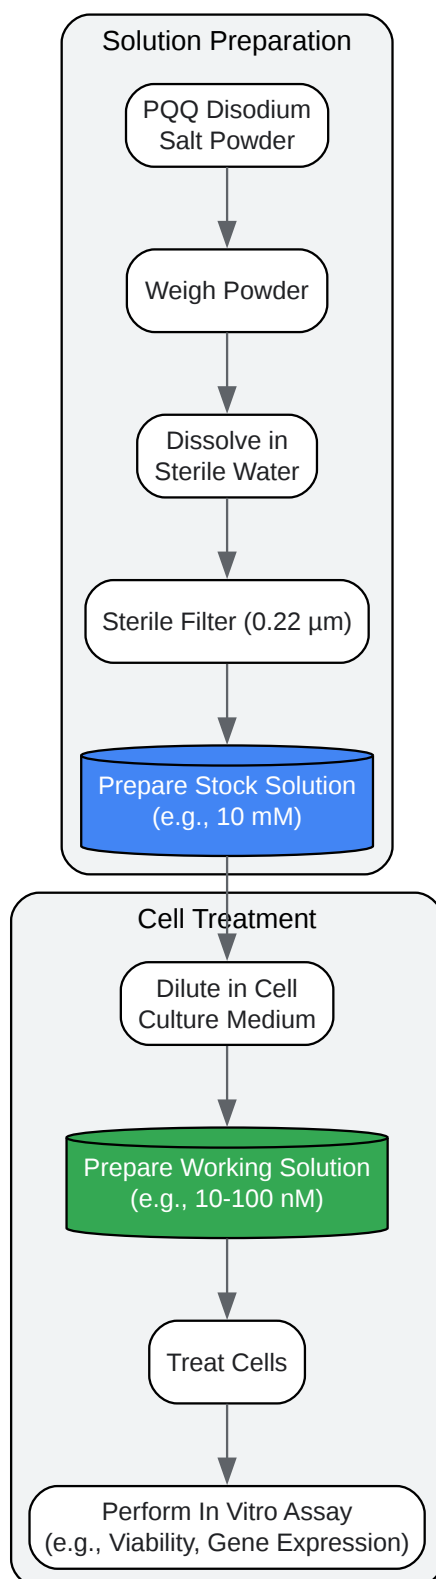 Solution Preparation
PQQ Disodium
Salt Powder
Weigh Powder
Dissolve in
Sterile Water
Sterile Filter (0.22 µm)
Prepare Stock Solution
(e.g., 10 mM)
Cell Treatment
Dilute in Cell
Culture Medium
Prepare Working Solution
(e.g., 10-100 nM)
Treat Cells
Perform In Vitro Assay
(e.g., Viability, Gene Expression)